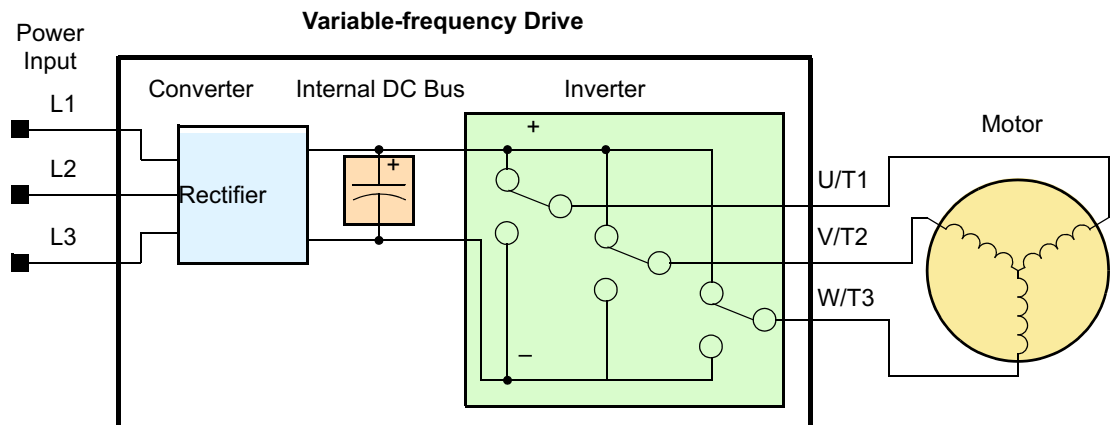 Variable-frequency Drive
Power
Input
Converter
Internal DC Bus
Inverter
L1
L2
L3
Rectifier
+
+
–
Motor
U/T1
V/T2
W/T3